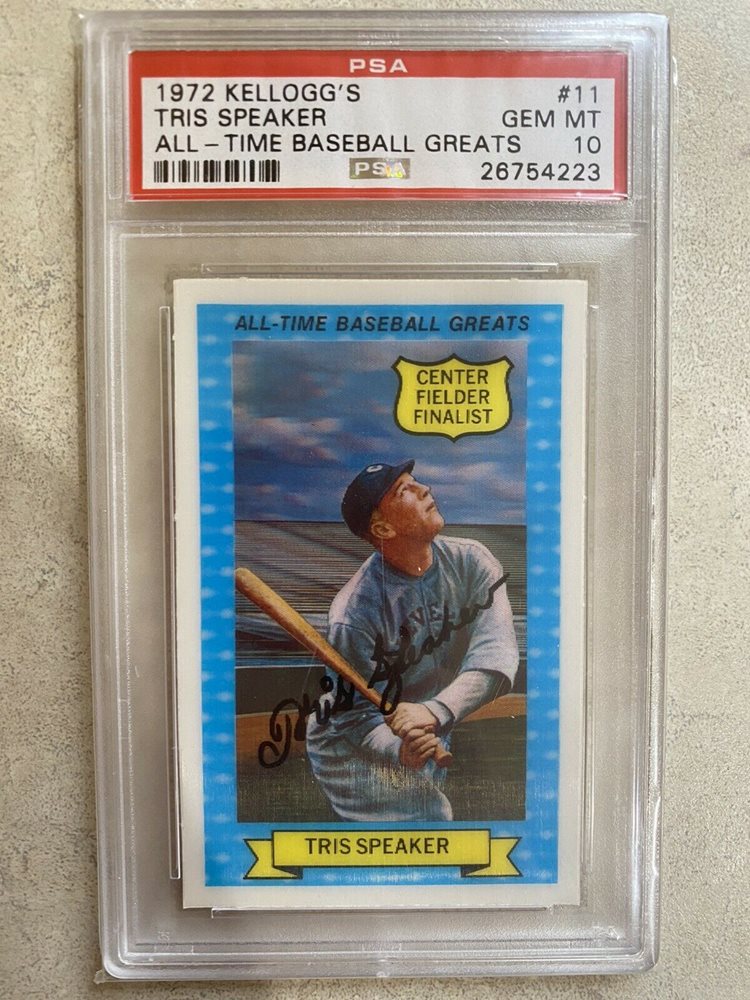 PSA
1972 KELLOGG'S #11
TRIS SPEAKER GEM MT
ALL-TIME BASEBALL GREATS 10
PSA 26754223
ALL-TIME BASEBALL GREATS
CENTER
FIELDER
FINALIST
C
VE
Tris Speaker
TRIS SPEAKER